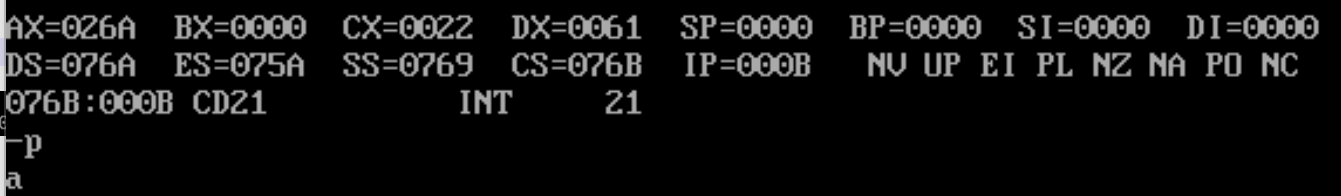 AX=026A  BX=0000  CX=0022  DX=0061  SP=0000  BP=0000  SI=0000  DI=0000
DS=076A  ES=075A  SS=0769  CS=076B  IP=000B   NV UP EI PL NZ NA PO NC
076B:000B CD21          INT     21
-p
a